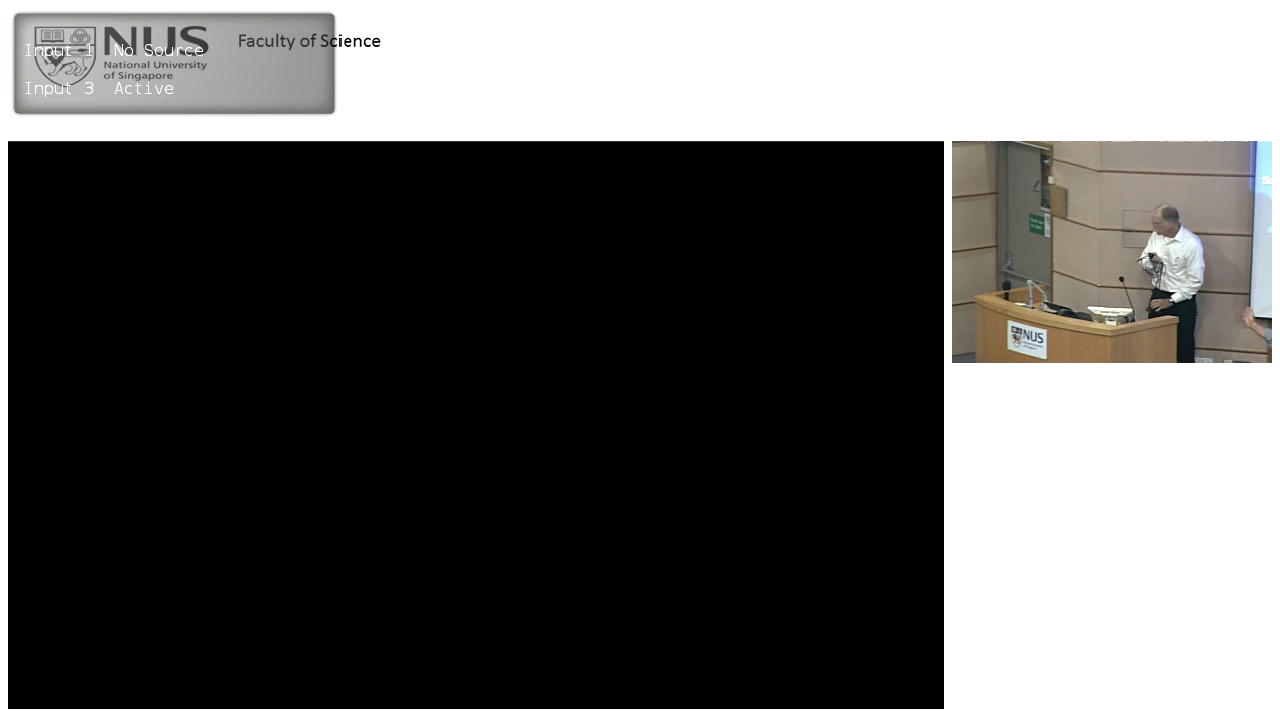 NUS
National University
of Singapore
Faculty of Science
Input 1 No Source
Input 3 Active
NUS